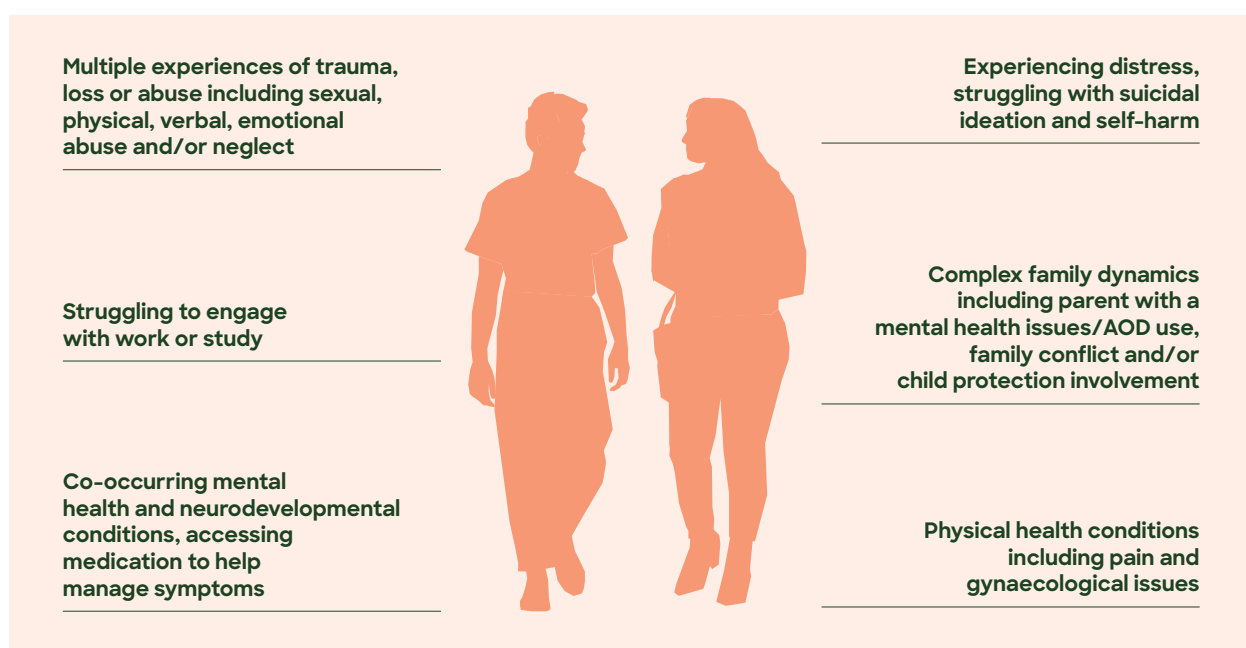 Multiple experiences of trauma,
loss or abuse including sexual,
physical, verbal, emotional
abuse and/or neglect
Struggling to engage
with work or study
Co-occurring mental
health and neurodevelopmental
conditions, accessing
medication to help
manage symptoms
Experiencing distress,
struggling with suicidal
ideation and self-harm
Complex family dynamics
including parent with a
mental health issues/AOD use,
family conflict and/or
child protection involvement
Physical health conditions
including pain and
gynaecological issues